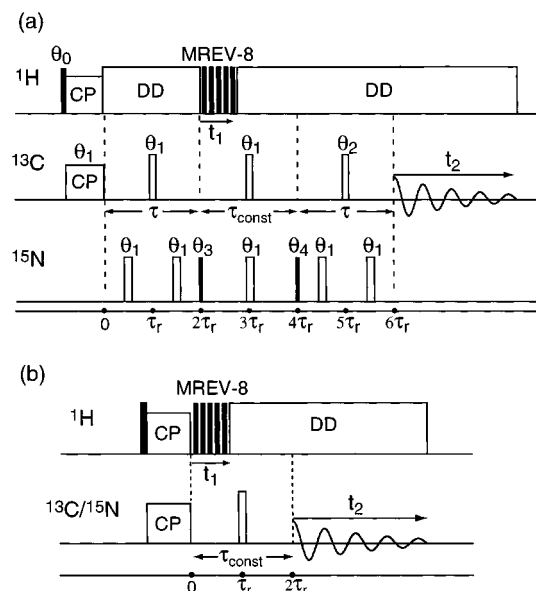 (a)
θ0
MREV-8
¹H
CP
DD
DD
t1
θ1
θ1
θ1
θ2
¹³C
CP
t2
τ
τconst
τ
θ1
θ1
θ3
θ1
θ4
θ1
θ1
¹⁵N
0
τr
2τr
3τr
4τr
5τr
6τr
(b)
MREV-8
¹H
CP
DD
t1
¹³C/¹⁵N
CP
t2
τconst
0
τr
2τr